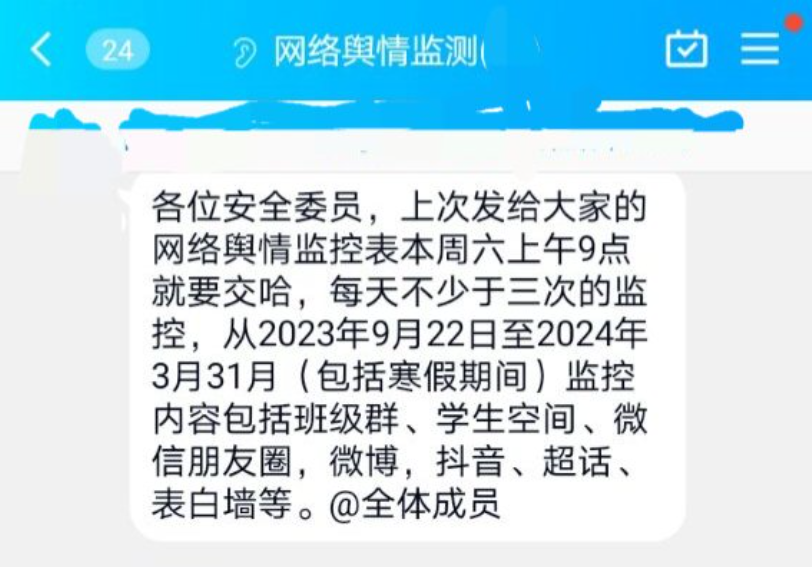 24
网络舆情监测(
各位安全委员，上次发给大家的
网络舆情监控表本周六上午9点
就要交哈，每天不少于三次的监
控，从2023年9月22日至2024年
3月31月（包括寒假期间）监控
内容包括班级群、学生空间、微
信朋友圈，微博，抖音、超话、
表白墙等。@全体成员